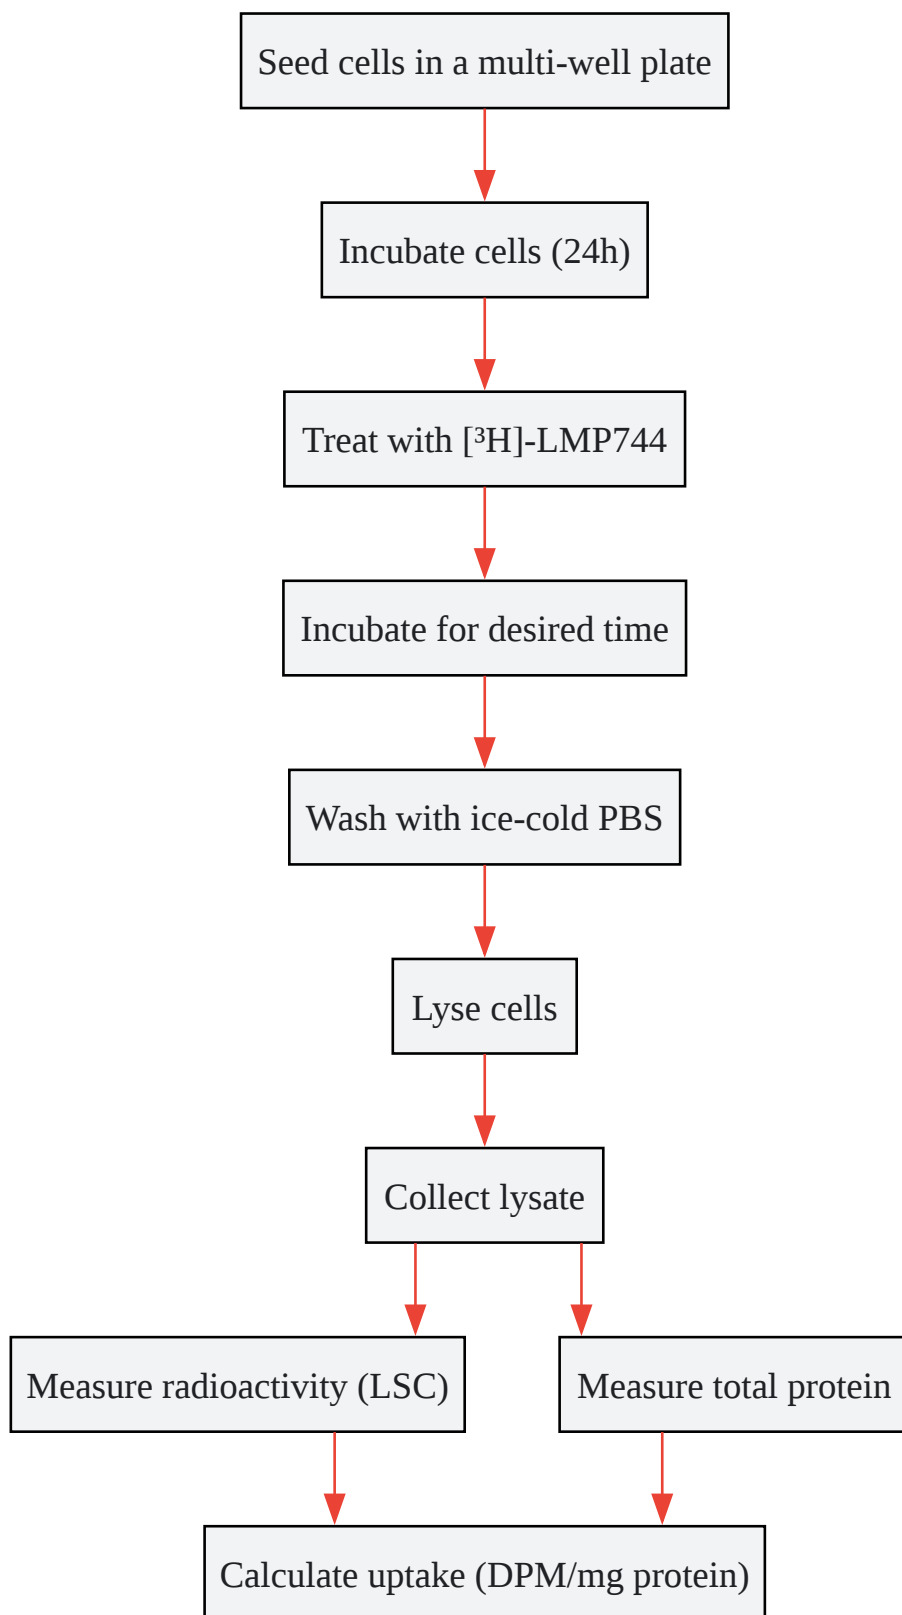 Seed cells in a multi-well plate
Incubate cells (24h)
Treat with [³H]-LMP744
Incubate for desired time
Wash with ice-cold PBS
Lyse cells
Collect lysate
Measure radioactivity (LSC)
Measure total protein
Calculate uptake (DPM/mg protein)